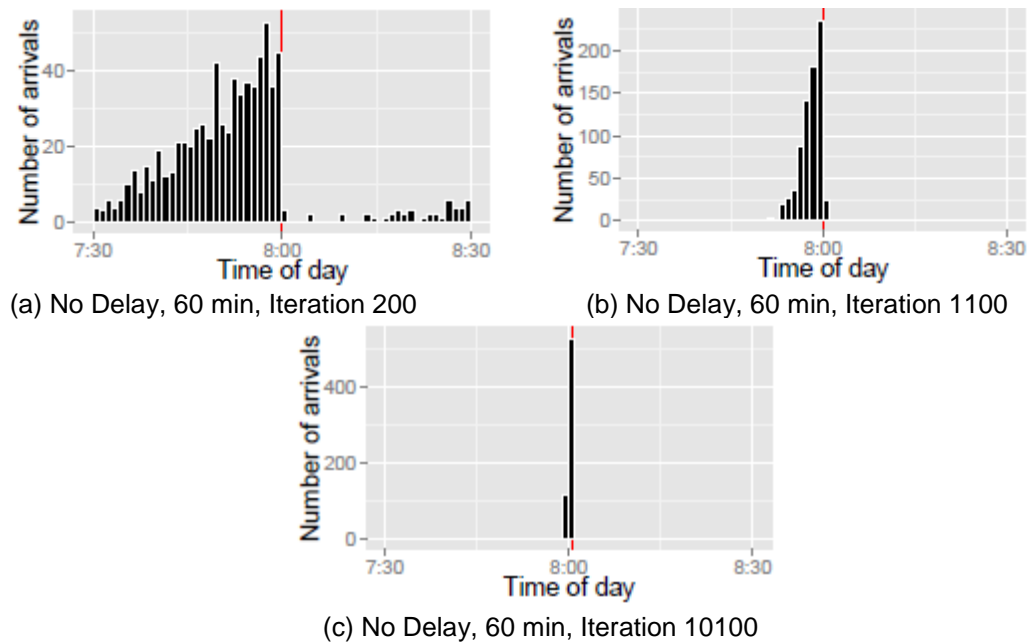 Number of arrivals
40
20
0
7:30
8:00
8:30
Time of day
(a) No Delay, 60 min, Iteration 200
Number of arrivals
200
150
100
50
0
7:30
8:00
8:30
Time of day
(b) No Delay, 60 min, Iteration 1100
Number of arrivals
400
200
0
7:30
8:00
8:30
Time of day
(c) No Delay, 60 min, Iteration 10100